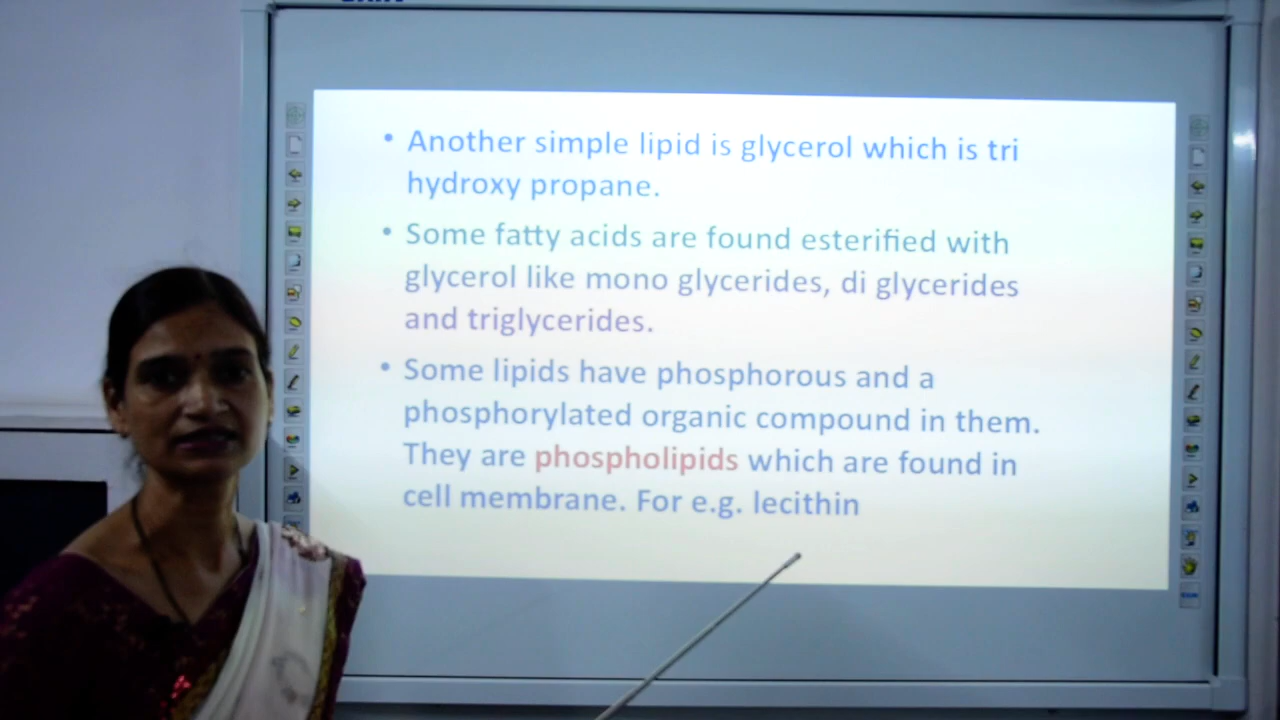 • Another simple lipid is glycerol which is tri
hydroxy propane.
• Some fatty acids are found esterified with
glycerol like mono glycerides, di glycerides
and triglycerides.
• Some lipids have phosphorous and a
phosphorylated organic compound in them.
They are phospholipids which are found in
cell membrane. For e.g. lecithin